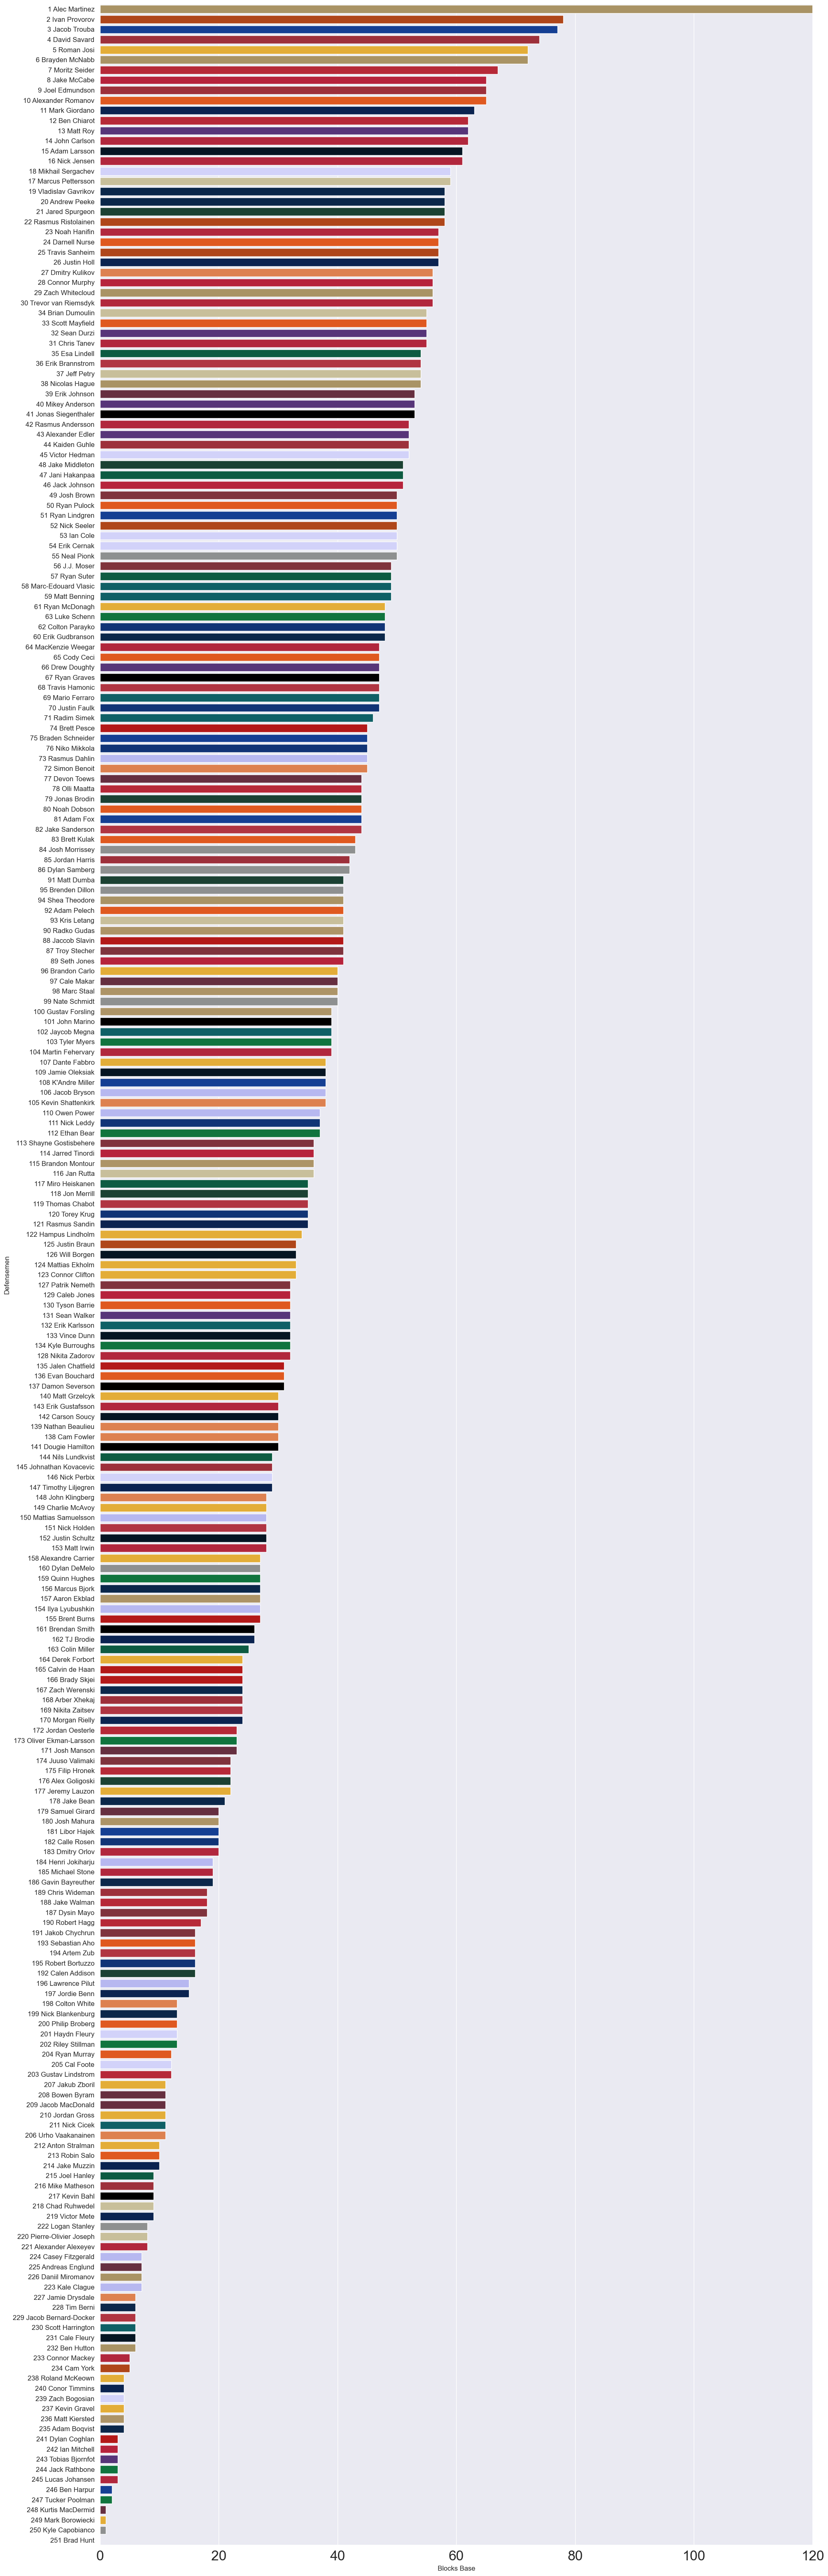 1 Alec Martinez
2 Ivan Provorov
3 Jacob Trouba
4 David Savard
5 Roman Josi
6 Brayden McNabb
7 Moritz Seider
8 Jake McCabe
9 Joel Edmundson
10 Alexander Romanov
11 Mark Giordano
12 Ben Chiarot
13 Matt Roy
14 John Carlson
15 Adam Larsson
16 Nick Jensen
18 Mikhail Sergachev
17 Marcus Pettersson
19 Vladislav Gavrikov
20 Andrew Peeke
21 Jared Spurgeon
22 Rasmus Ristolainen
23 Noah Hanifin
24 Darnell Nurse
25 Travis Sanheim
26 Justin Holl
27 Dmitry Kulikov
28 Connor Murphy
29 Zach Whitecloud
30 Trevor van Riemsdyk
34 Brian Dumoulin
33 Scott Mayfield
32 Sean Durzi
31 Chris Tanev
35 Esa Lindell
36 Erik Brannstrom
37 Jeff Petry
38 Nicolas Hague
39 Erik Johnson
40 Mikey Anderson
41 Jonas Siegenthaler
42 Rasmus Andersson
43 Alexander Edler
44 Kaiden Guhle
45 Victor Hedman
48 Jake Middleton
47 Jani Hakanpaa
46 Jack Johnson
49 Josh Brown
50 Ryan Pulock
51 Ryan Lindgren
52 Nick Seeler
53 Ian Cole
54 Erik Cernak
55 Neal Pionk
56 J.J. Moser
57 Ryan Suter
58 Marc-Edouard Vlasic
59 Matt Benning
61 Ryan McDonagh
63 Luke Schenn
62 Colton Parayko
60 Erik Gudbranson
64 MacKenzie Weegar
65 Cody Ceci
66 Drew Doughty
67 Ryan Graves
68 Travis Hamonic
69 Mario Ferraro
70 Justin Faulk
71 Radim Simek
74 Brett Pesce
75 Braden Schneider
76 Niko Mikkola
73 Rasmus Dahlin
72 Simon Benoit
77 Devon Toews
78 Olli Maatta
79 Jonas Brodin
80 Noah Dobson
81 Adam Fox
82 Jake Sanderson
83 Brett Kulak
84 Josh Morrissey
85 Jordan Harris
86 Dylan Samberg
91 Matt Dumba
95 Brenden Dillon
94 Shea Theodore
92 Adam Pelech
93 Kris Letang
90 Radko Gudas
88 Jaccob Slavin
87 Troy Stecher
89 Seth Jones
96 Brandon Carlo
97 Cale Makar
98 Marc Staal
99 Nate Schmidt
100 Gustav Forsling
101 John Marino
102 Jaycob Megna
103 Tyler Myers
104 Martin Fehervary
107 Dante Fabbro
109 Jamie Oleksiak
108 K'Andre Miller
106 Jacob Bryson
105 Kevin Shattenkirk
110 Owen Power
111 Nick Leddy
112 Ethan Bear
113 Shayne Gostisbehere
114 Jarred Tinordi
115 Brandon Montour
116 Jan Rutta
117 Miro Heiskanen
118 Jon Merrill
119 Thomas Chabot
120 Torey Krug
121 Rasmus Sandin
122 Hampus Lindholm
125 Justin Braun
126 Will Borgen
124 Mattias Ekholm
123 Connor Clifton
127 Patrik Nemeth
129 Caleb Jones
130 Tyson Barrie
131 Sean Walker
132 Erik Karlsson
133 Vince Dunn
134 Kyle Burroughs
128 Nikita Zadorov
135 Jalen Chatfield
136 Evan Bouchard
137 Damon Severson
140 Matt Grzelcyk
143 Erik Gustafsson
142 Carson Soucy
139 Nathan Beaulieu
138 Cam Fowler
141 Dougie Hamilton
144 Nils Lundkvist
145 Johnathan Kovacevic
146 Nick Perbix
147 Timothy Liljegren
148 John Klingberg
149 Charlie McAvoy
150 Mattias Samuelsson
151 Nick Holden
152 Justin Schultz
153 Matt Irwin
158 Alexandre Carrier
160 Dylan DeMelo
159 Quinn Hughes
156 Marcus Bjork
157 Aaron Ekblad
154 Ilya Lyubushkin
155 Brent Burns
161 Brendan Smith
162 TJ Brodie
163 Colin Miller
164 Derek Forbort
165 Calvin de Haan
166 Brady Skjei
167 Zach Werenski
168 Arber Xhekaj
169 Nikita Zaitsev
170 Morgan Rielly
172 Jordan Oesterle
173 Oliver Ekman-Larsson
171 Josh Manson
174 Juuso Valimaki
175 Filip Hronek
176 Alex Goligoski
177 Jeremy Lauzon
178 Jake Bean
179 Samuel Girard
180 Josh Mahura
181 Libor Hajek
182 Calle Rosen
183 Dmitry Orlov
184 Henri Jokiharju
185 Michael Stone
186 Gavin Bayreuther
189 Chris Wideman
188 Jake Walman
187 Dysin Mayo
190 Robert Hagg
191 Jakob Chychrun
193 Sebastian Aho
194 Artem Zub
195 Robert Bortuzzo
192 Calen Addison
196 Lawrence Pilut
197 Jordie Benn
198 Colton White
199 Nick Blankenburg
200 Philip Broberg
201 Haydn Fleury
202 Riley Stillman
204 Ryan Murray
205 Cal Foote
203 Gustav Lindstrom
207 Jakub Zboril
208 Bowen Byram
209 Jacob MacDonald
210 Jordan Gross
211 Nick Cicek
206 Urho Vaakanainen
212 Anton Stralman
213 Robin Salo
214 Jake Muzzin
215 Joel Hanley
216 Mike Matheson
217 Kevin Bahl
218 Chad Ruhwedel
219 Victor Mete
222 Logan Stanley
220 Pierre-Olivier Joseph
221 Alexander Alexeyev
224 Casey Fitzgerald
225 Andreas Englund
226 Daniil Miromanov
223 Kale Clague
227 Jamie Drysdale
228 Tim Berni
229 Jacob Bernard-Docker
230 Scott Harrington
231 Cale Fleury
232 Ben Hutton
233 Connor Mackey
234 Cam York
238 Roland McKeown
240 Conor Timmins
239 Zach Bogosian
237 Kevin Gravel
236 Matt Kiersted
235 Adam Boqvist
241 Dylan Coghlan
242 Ian Mitchell
243 Tobias Bjornfot
244 Jack Rathbone
245 Lucas Johansen
246 Ben Harpur
247 Tucker Poolman
248 Kurtis MacDermid
249 Mark Borowiecki
250 Kyle Capobianco
251 Brad Hunt
Defensemen
0 20 40 60 80 100 120
Blocks Base